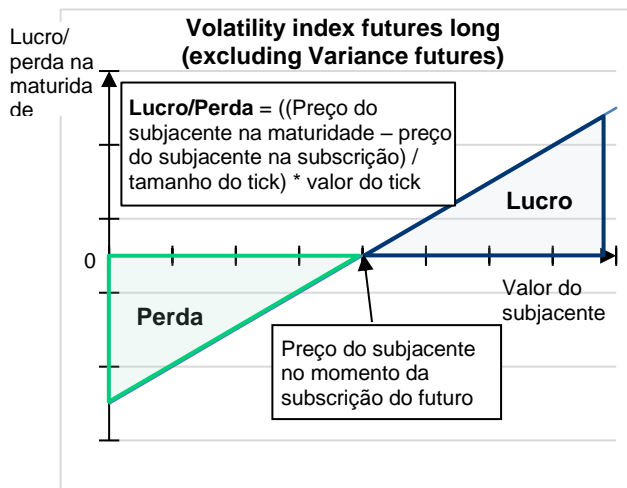 Volatility index futures long
(excluding Variance futures)
Lucro/
perda na
maturida
de
Lucro/Perda = ((Preço do
subjacente na maturidade – preço
do subjacente na subscrição) /
tamanho do tick) * valor do tick
Lucro
0
Perda
Valor do
subjacente
Preço do subjacente
no momento da
subscrição do futuro